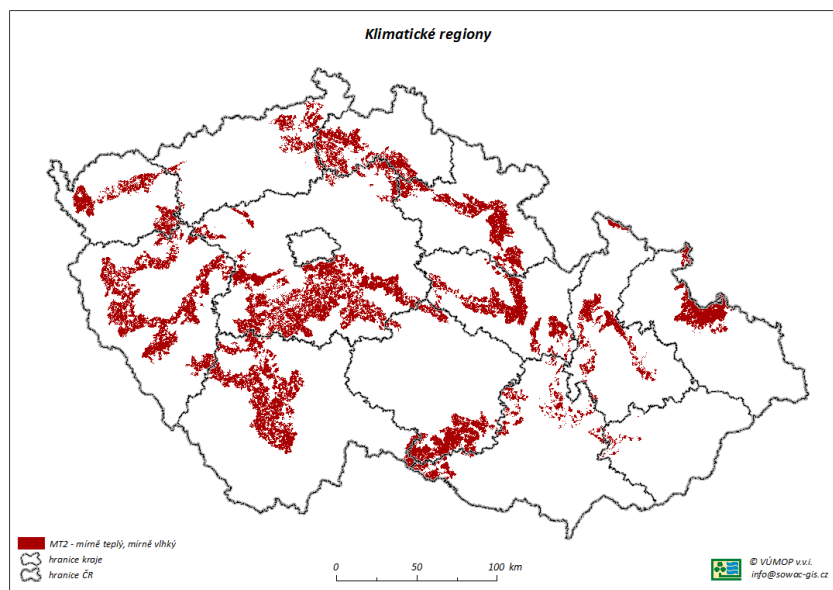 Klimatické regiony
MT2 - mírně teplý, mírně vlhký
hranice kraje
hranice ČR
0 50 100 km
© VÚMOP v.v.i.
info@sowac-gis.cz